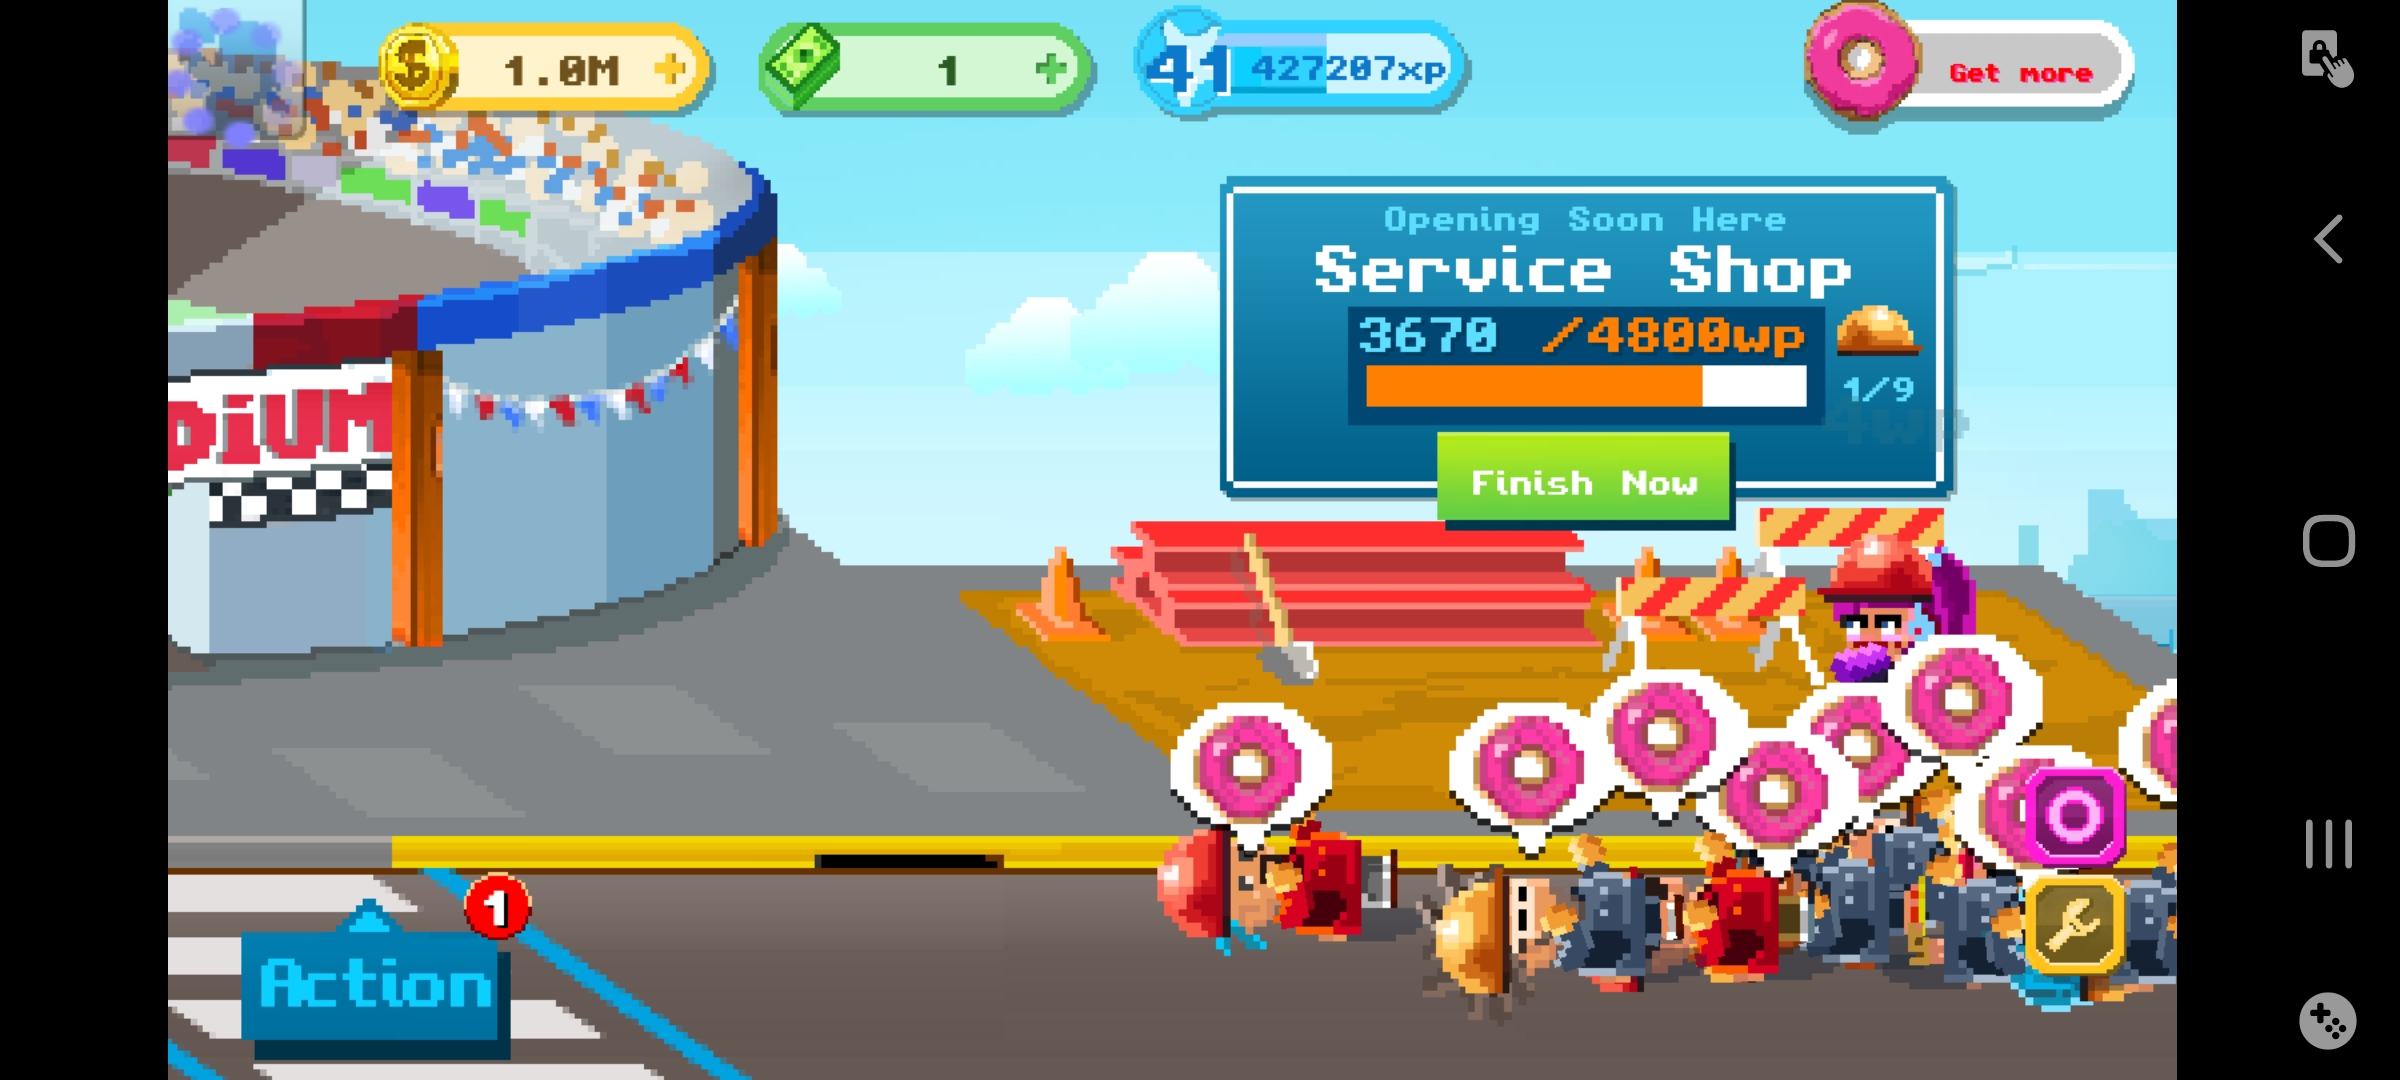 1.0M
1
41 427207xp
Get more
Opening Soon Here
Service Shop
3670 /4800wp
1/9
Finish Now
DiUM
1
Action